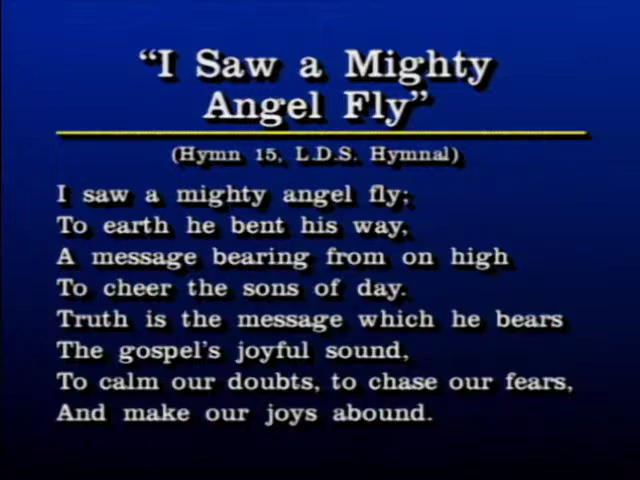 “I Saw a Mighty
Angel Fly”
(Hymn 15, L.D.S. Hymnal)
I saw a mighty angel fly;
To earth he bent his way,
A message bearing from on high
To cheer the sons of day.
Truth is the message which he bears
The gospel's joyful sound,
To calm our doubts, to chase our fears,
And make our joys abound.